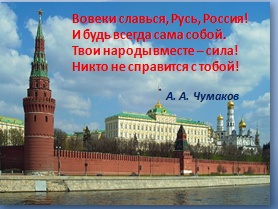 Вовеки славься, Русь, Россия!
И будь всегда сама собой.
Твои народы вместе – сила!
Никто не справится с тобой!
А. А. Чумаков